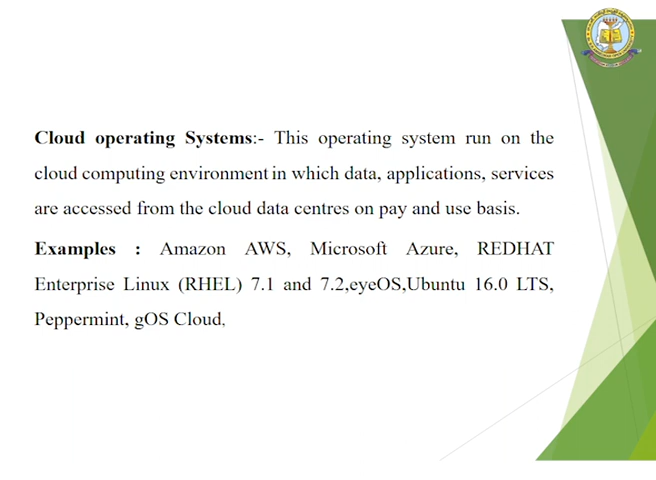 Cloud operating Systems:- This operating system run on the
cloud computing environment in which data, applications, services
are accessed from the cloud data centres on pay and use basis.
Examples : Amazon AWS, Microsoft Azure, REDHAT
Enterprise Linux (RHEL) 7.1 and 7.2,eyeOS,Ubuntu 16.0 LTS,
Peppermint, gOS Cloud,